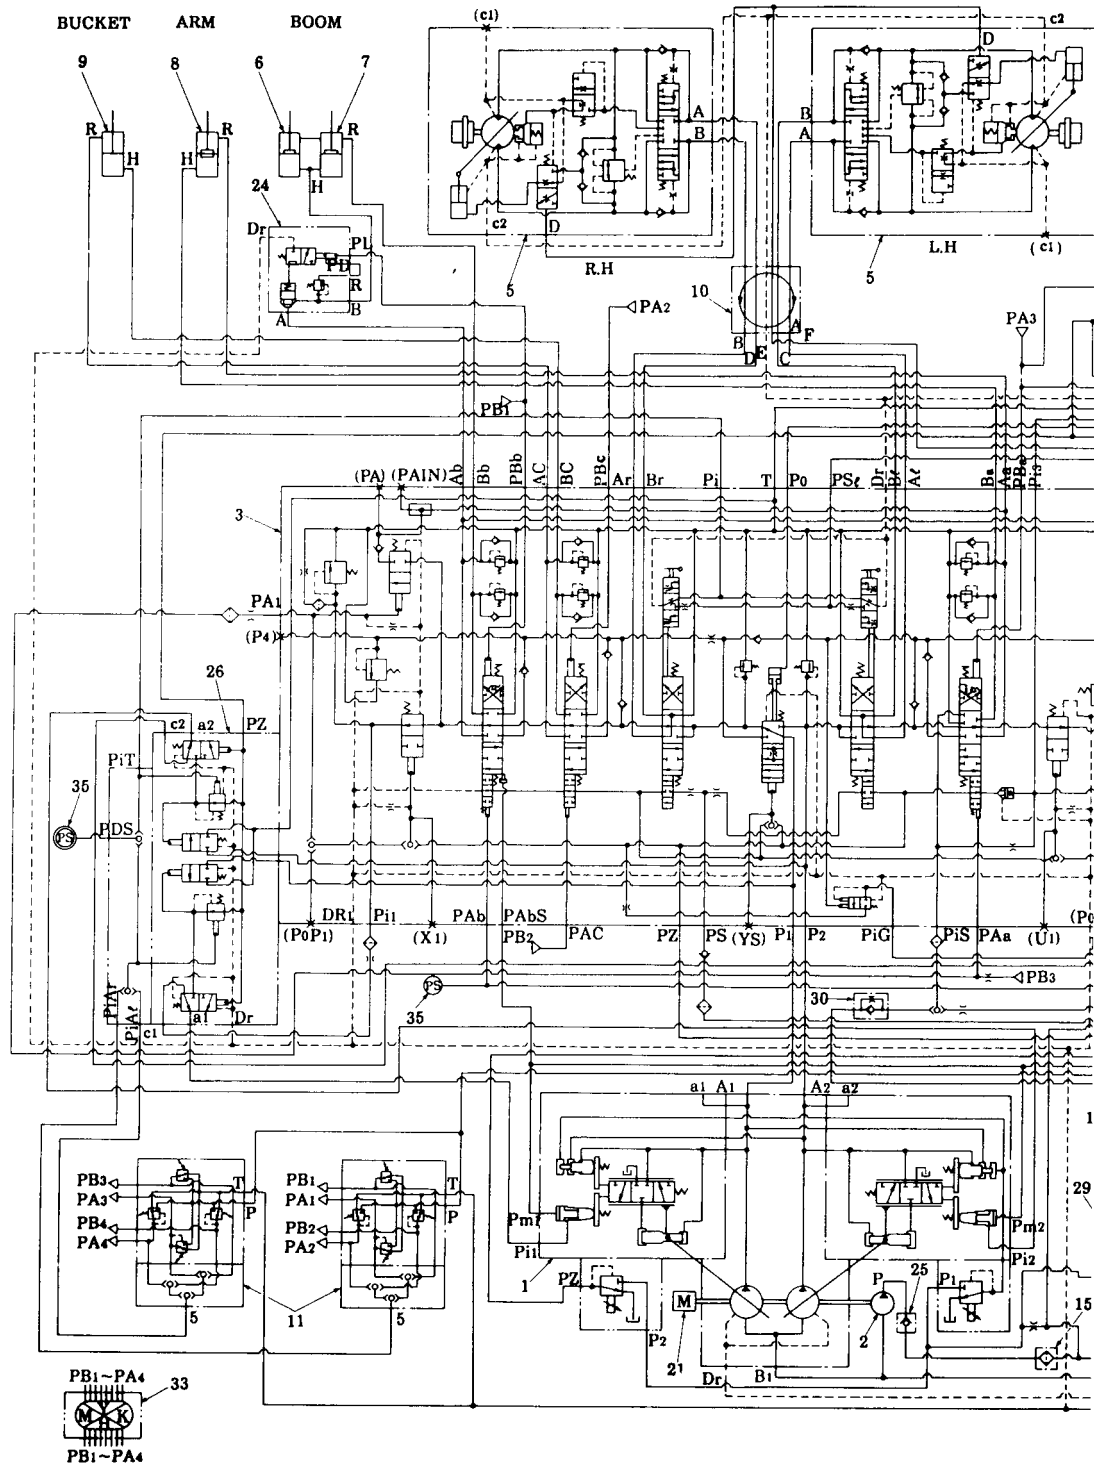 BUCKET ARM BOOM
9 8 6 7
(c1) c2
D
R R R
H H H
A B
B A
c2 D
R.H L.H (c1)
5 5
24
Dr PL
PD R
A B
10
PA2 PA3
B D E A F C
PB1
(PA) (PAIN) Ab Bb PBb AC BC PBc Ar Br Pi T P0 PSℓ Dr Bℓ Aℓ Ba Aa PBa Pi3
3
PA1
(P4)
26
c2 a2 PZ
PiT
35
PS PDS
DR1 Pi1 PAb PAbS PAC PZ PS P1 P2 PiG PiS PAa
(P0P1) (X1) PB2 (YS) (U1) (P0
PiAr PiAℓ
c1 a1 Dr
PS
35
30
PB3
a1 A1 A2 a2
1
29
PB3 T
PA3 P
PB4
PA4
5
PB1 T
PA1 P
PB2
PA2
5
11
Pm1 Pm2
Pi1 Pi2
1
PZ P1
P 25
M 2
15
21
P2
Dr B1
PB1~PA4
33
M K
PB1~PA4